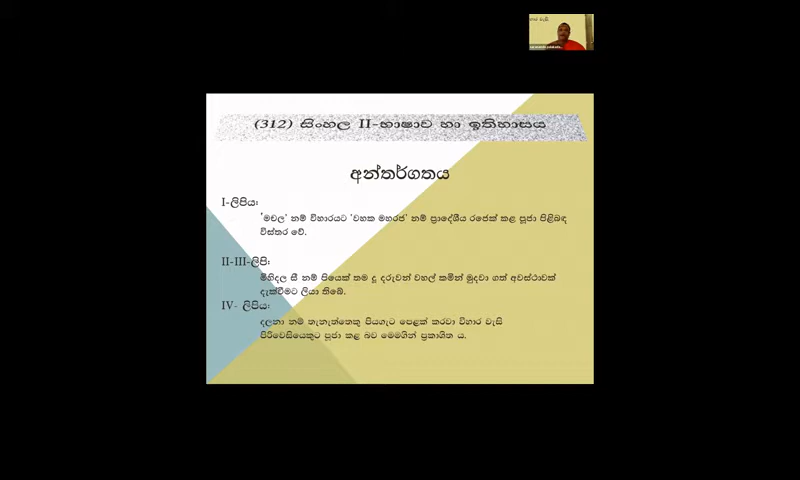 (312) සිංහල II-භාෂාව හා ඉතිහාසය
අන්තර්ගතය
I-ලිපිය:
‘මචල’ නම් විහාරයට ‘වහක මහරජ’ නම් ප්‍රාදේශීය රජෙක් කළ පූජා පිළිබඳ
විස්තර වේ.
II-III-ලිපි:
මිහිදල සී නම් පියෙක් තම දූ දරුවන් වහල් කමින් මුදවා ගත් අවස්ථාවක්
දැක්වීමට ලියා තිබේ.
IV- ලිපිය:
දලනා නම් තැනැත්තෙකු පියගැට පෙළක් කරවා විහාර වැසි
පිරිවෙසියෙකුට පූජා කළ බව මෙමගින් ප්‍රකාශිත ය.